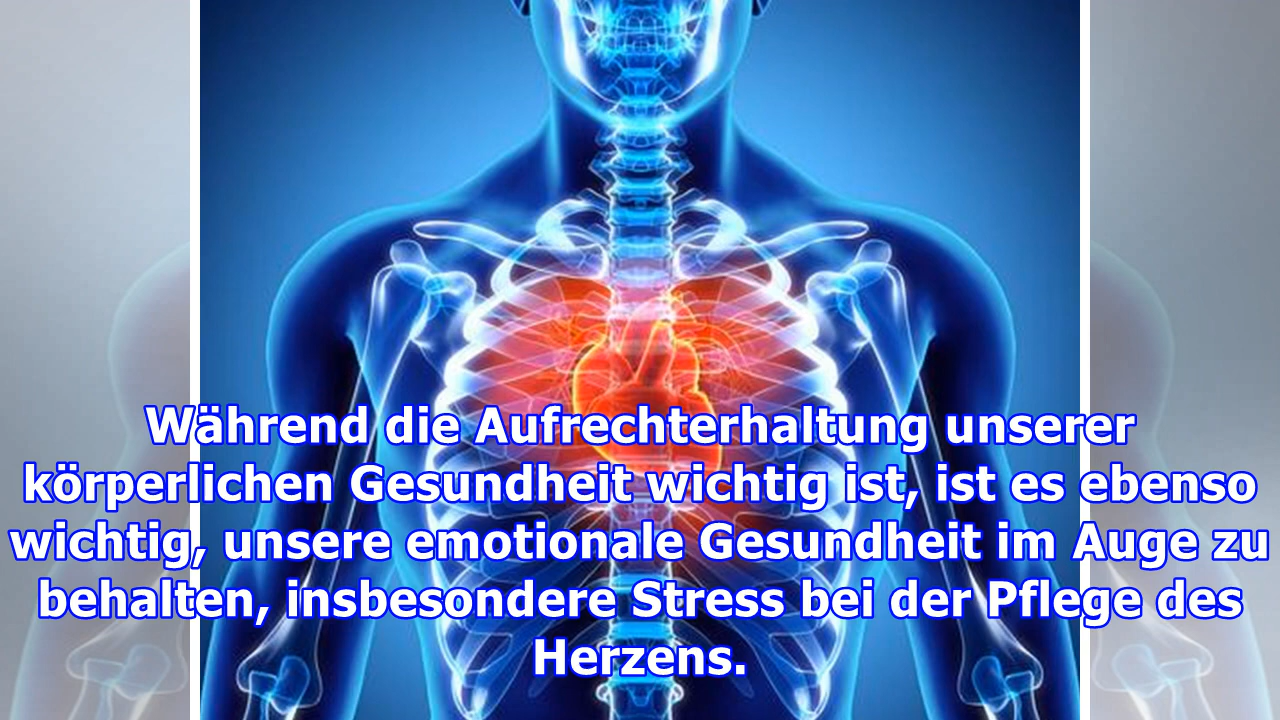 Während die Aufrechterhaltung unserer
körperlichen Gesundheit wichtig ist, ist es ebenso
wichtig, unsere emotionale Gesundheit im Auge zu
behalten, insbesondere Stress bei der Pflege des
Herzens.